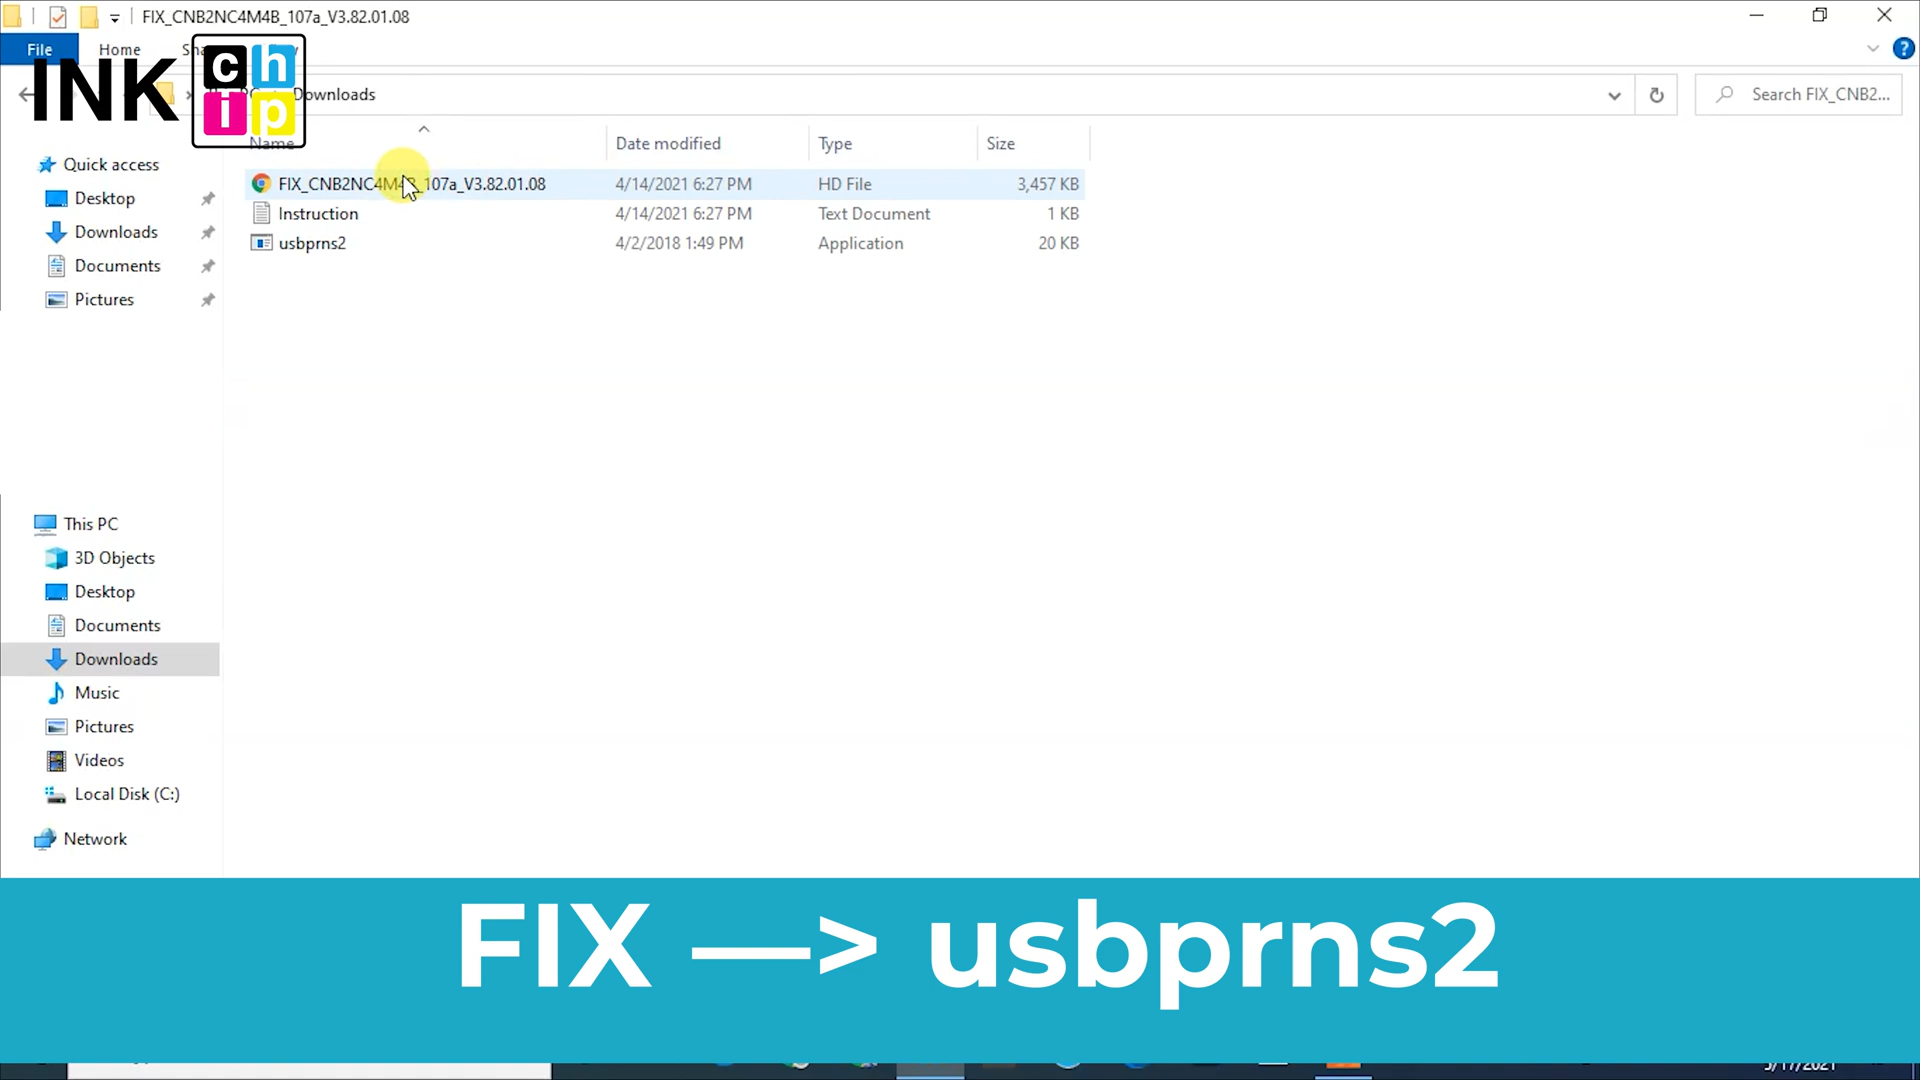 FIX_CNB2NC4M4B_107a_V3.82.01.08
File Home
INK chip
Downloads
Search FIX_CNB2...
Name Date modified Type Size
FIX_CNB2NC4M4B_107a_V3.82.01.08 4/14/2021 6:27 PM HD File 3,457 KB
Instruction 4/14/2021 6:27 PM Text Document 1 KB
usbprns2 4/2/2018 1:49 PM Application 20 KB
Quick access
Desktop
Downloads
Documents
Pictures
This PC
3D Objects
Desktop
Documents
Downloads
Music
Pictures
Videos
Local Disk (C:)
Network
FIX —> usbprns2